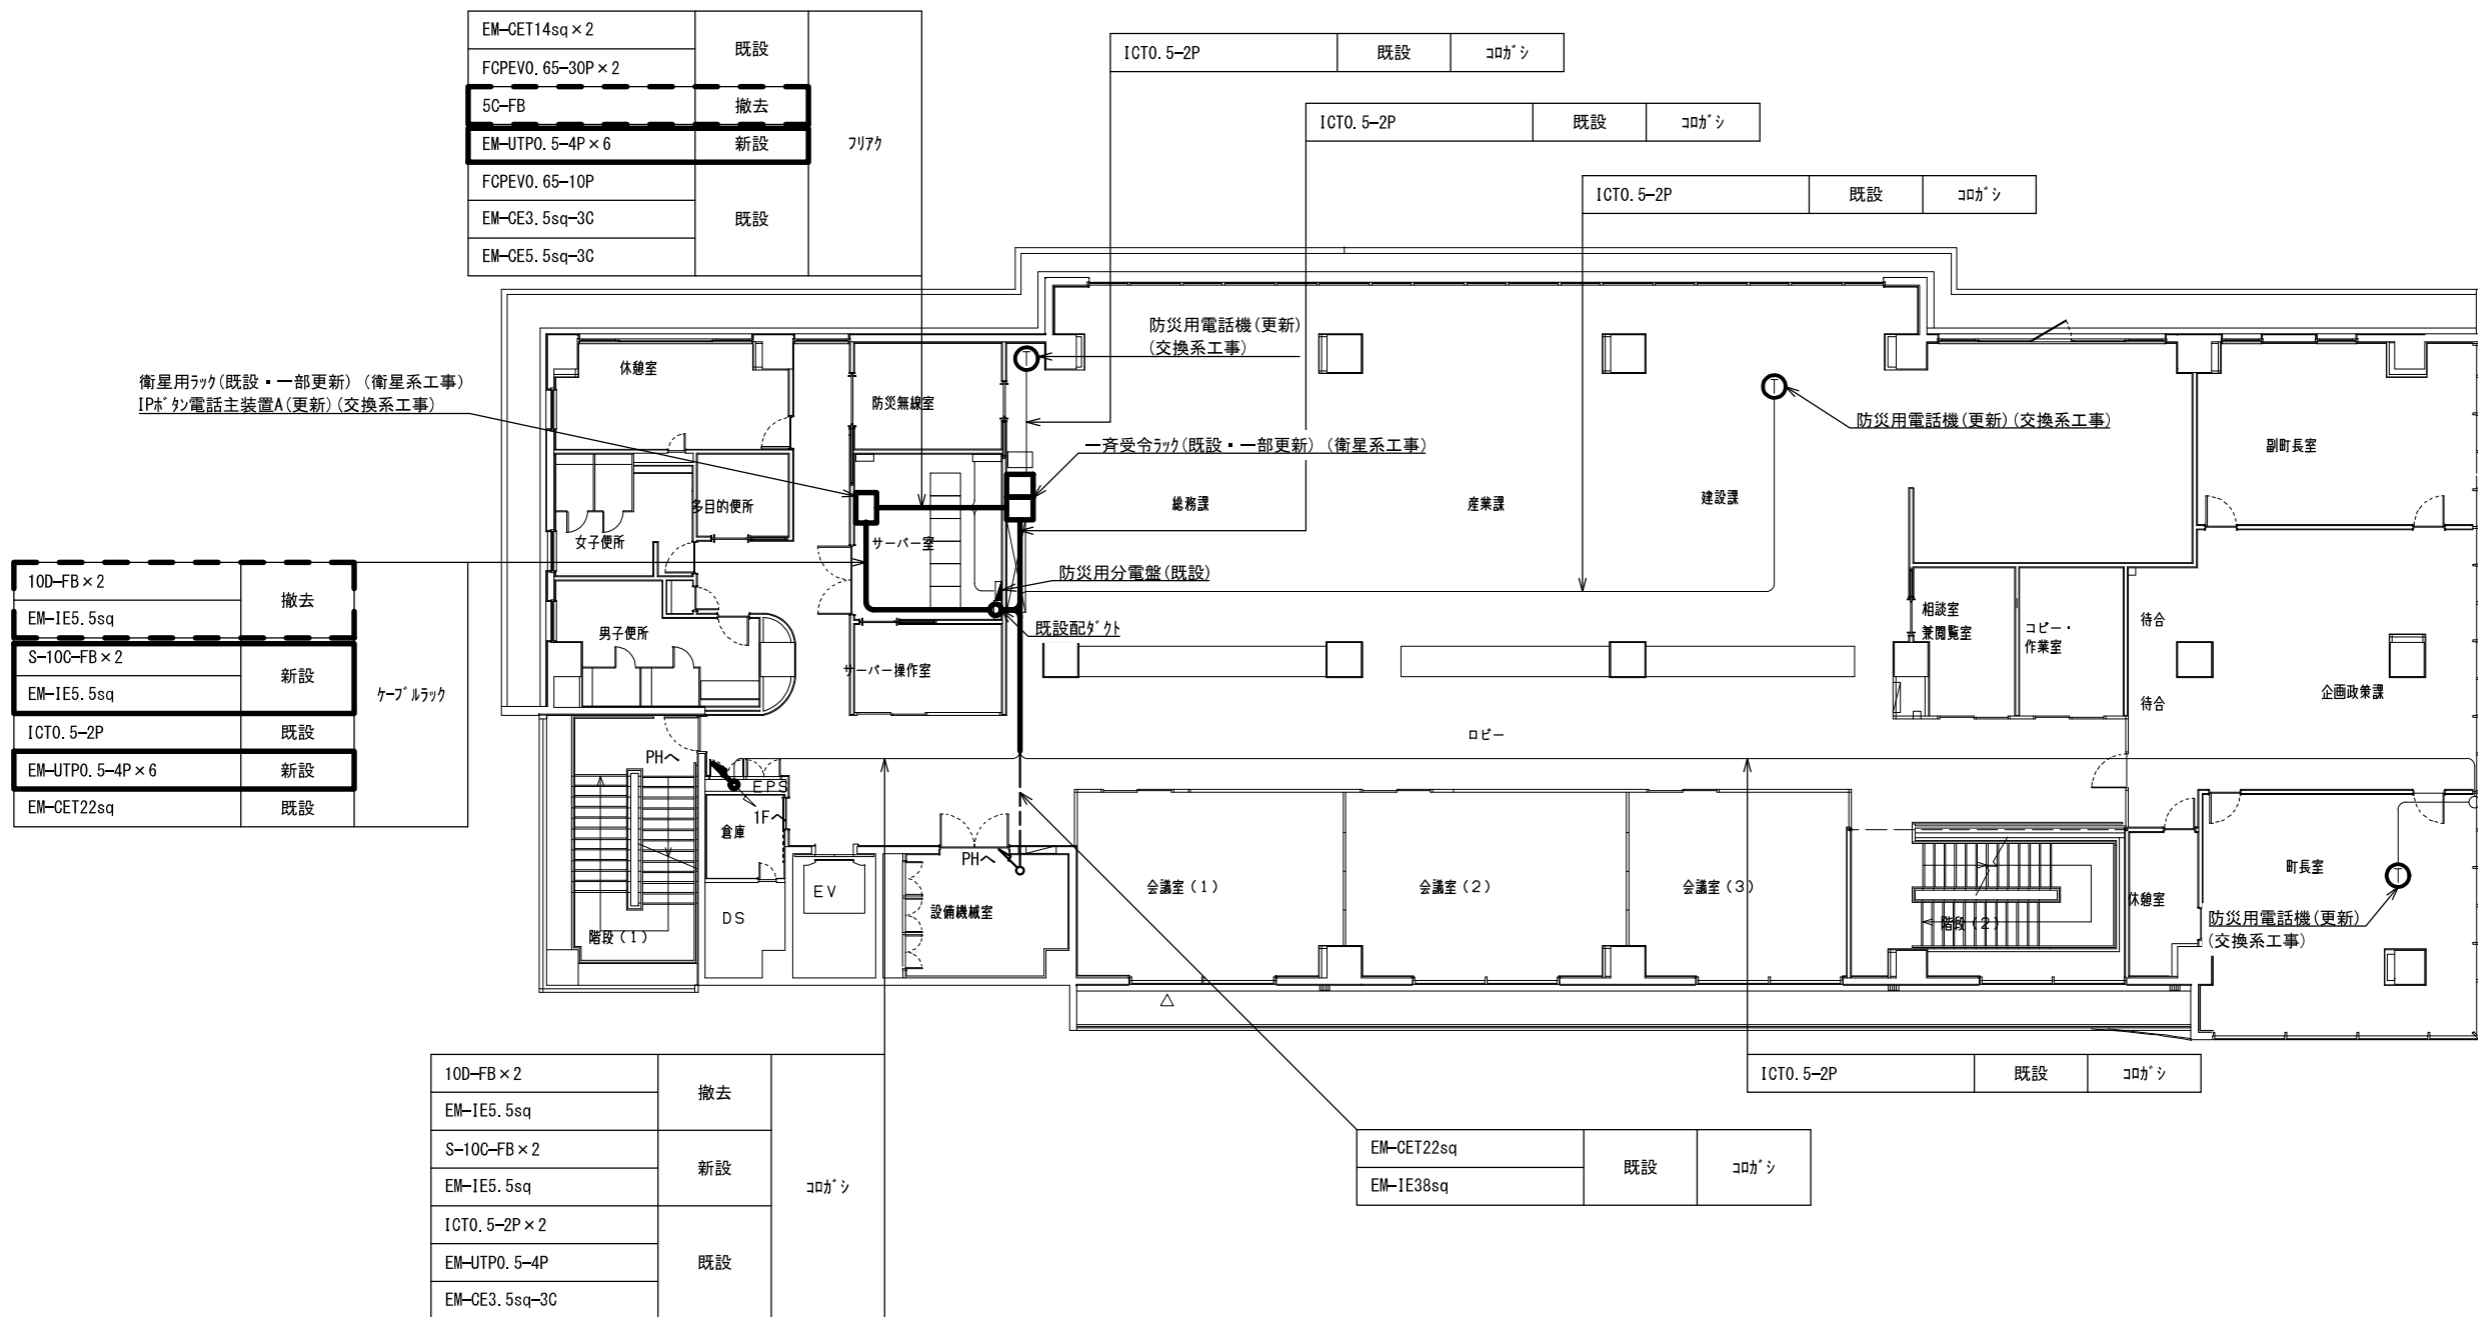 EM-CET14sq×2
既設
FCPEV0.65-30P×2
5C-FB
撤去
EM-UTP0.5-4P×6
新設
ﾌﾘｱｸ
FCPEV0.65-10P
EM-CE3.5sq-3C
既設
EM-CE5.5sq-3C
ICT0.5-2P
既設
ｺﾛｶﾞｼ
ICT0.5-2P
既設
ｺﾛｶﾞｼ
ICT0.5-2P
既設
ｺﾛｶﾞｼ
防災用電話機(更新)
(交換系工事)
休憩室
衛星用ﾗｯｸ(既設・一部更新) (衛星系工事)
IPﾎﾞﾀﾝ電話主装置A(更新)(交換系工事)
防災無線室
防災用電話機(更新)(交換系工事)
一斉受令ﾗｯｸ(既設・一部更新) (衛星系工事)
副町長室
多目的便所
総務課
産業課
建設課
女子便所
サーバー室
防災用分電盤(既設)
10D-FB×2
撤去
EM-IE5.5sq
S-10C-FB×2
新設
EM-IE5.5sq
ｹｰﾌﾞﾙﾗｯｸ
ICT0.5-2P
既設
EM-UTP0.5-4P×6
新設
EM-CET22sq
既設
男子便所
既設配ﾀﾞｸﾄ
相談室
兼閲覧室
コピー・
作業室
待合
サーバー操作室
企画政策課
待合
ロビー
PHへ
EPS
1Fへ
倉庫
PHへ
EV
DS
設備機械室
階段(1)
会議室(1)
会議室(2)
会議室(3)
階段(2)
休憩室
町長室
防災用電話機(更新)
(交換系工事)
△
10D-FB×2
撤去
EM-IE5.5sq
S-10C-FB×2
新設
EM-IE5.5sq
ｺﾛｶﾞｼ
ICT0.5-2P×2
EM-UTP0.5-4P
既設
EM-CE3.5sq-3C
ICT0.5-2P
既設
ｺﾛｶﾞｼ
EM-CET22sq
既設
ｺﾛｶﾞｼ
EM-IE38sq